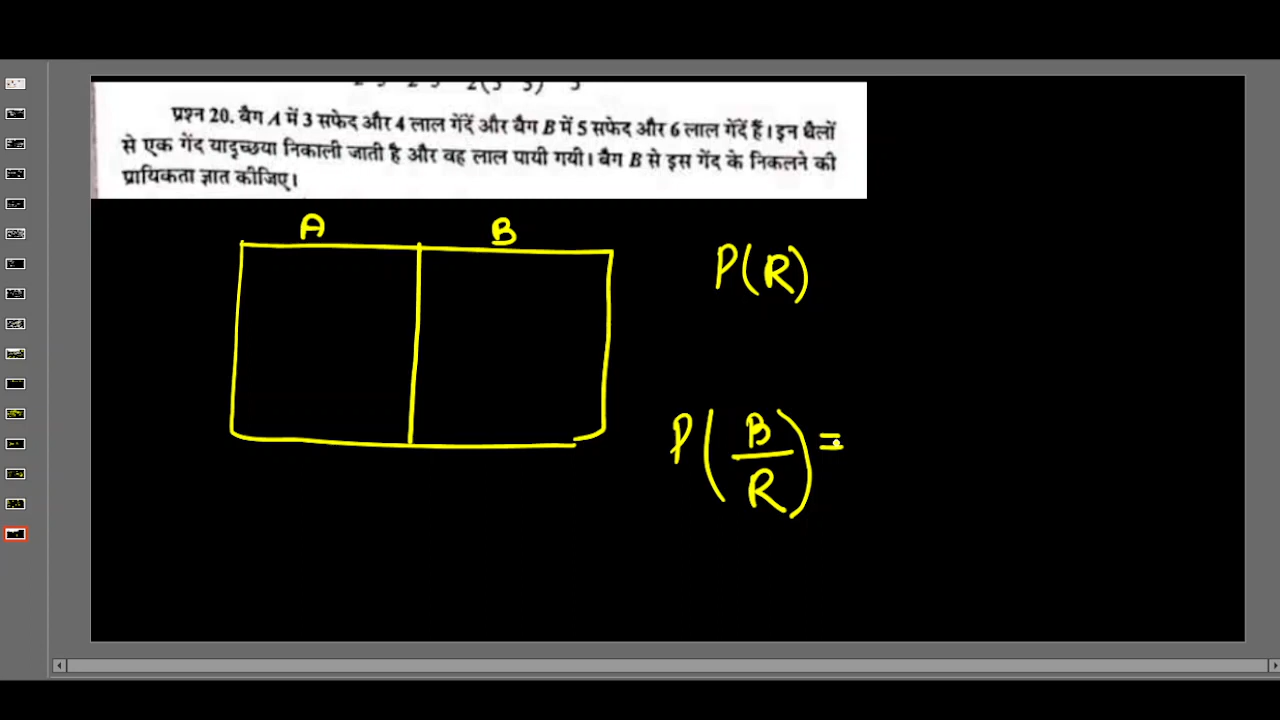 प्रश्न 20. बैग A में 3 सफेद और 4 लाल गेंदें और बैग B में 5 सफेद और 6 लाल गेंदें हैं। इन थैलों
से एक गेंद यादृच्छया निकाली जाती है और वह लाल पायी गयी। बैग B से इस गेंद के निकलने की
प्रायिकता ज्ञात कीजिए।
A B
P(R)
P(B/R) =